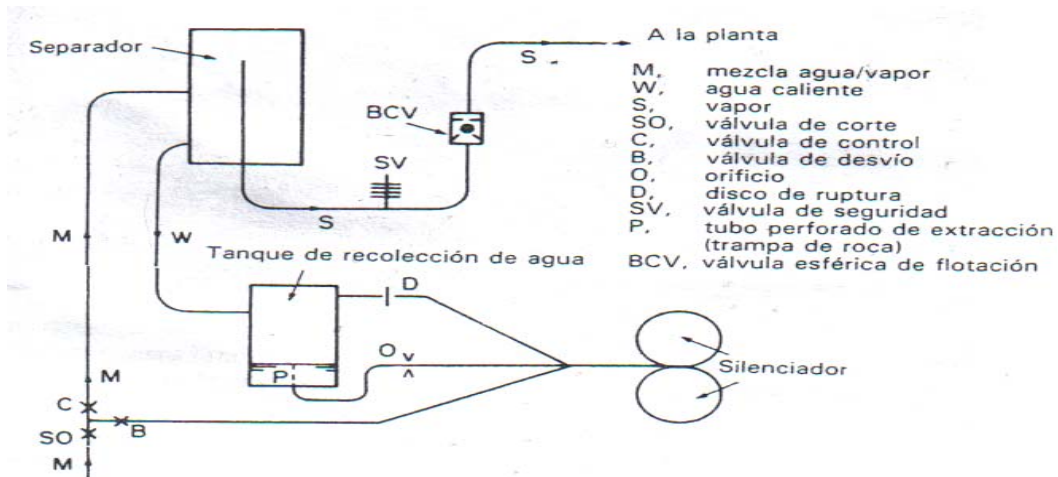 Separador
BCV
SV
S
A la planta
S
M, mezcla agua/vapor
W, agua caliente
S, vapor
SO, válvula de corte
C, válvula de control
B, válvula de desvío
O, orificio
D, disco de ruptura
SV, válvula de seguridad
P, tubo perforado de extracción
(trampa de roca)
BCV, válvula esférica de flotación
M
W
Tanque de recolección de agua
D
O
P
Silenciador
M
C
B
SO
M